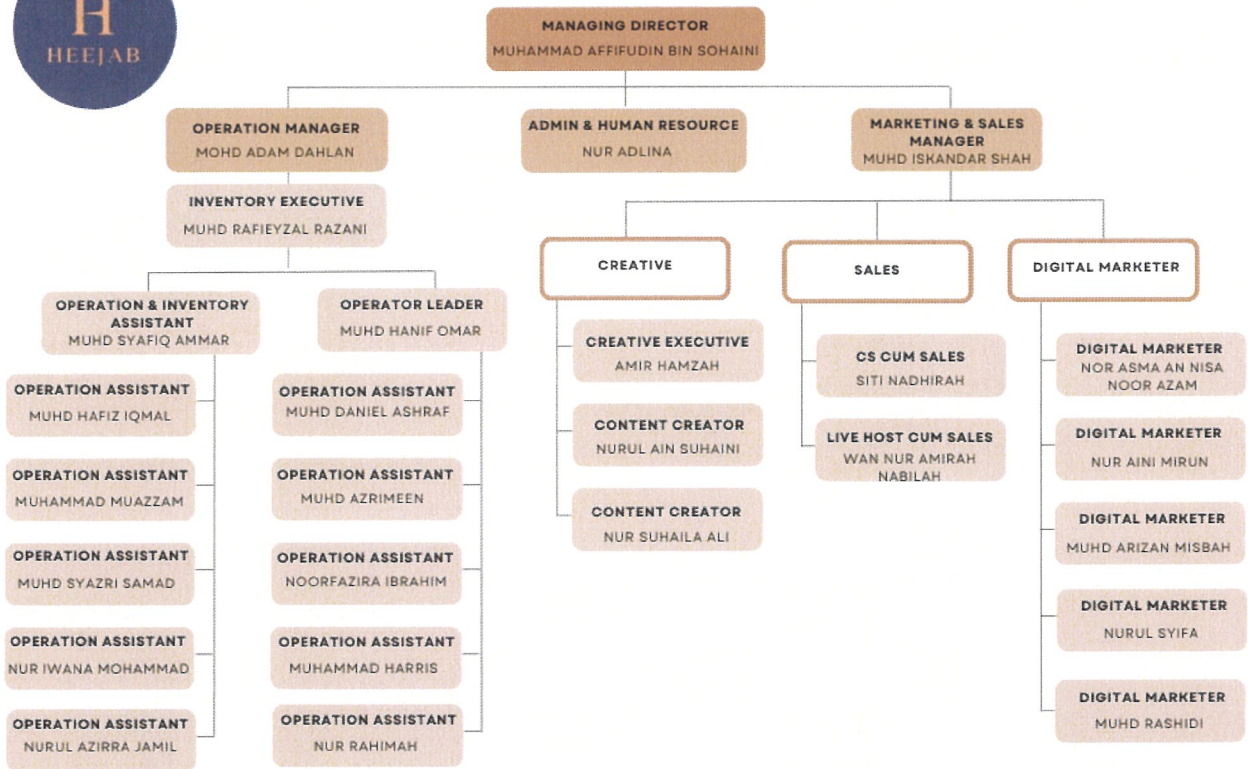 H
HEEJAB
MANAGING DIRECTOR
MUHAMMAD AFFIFUDIN BIN SOHAINI
OPERATION MANAGER
MOHD ADAM DAHLAN
ADMIN & HUMAN RESOURCE
NUR ADLINA
MARKETING & SALES
MANAGER
MUHD ISKANDAR SHAH
INVENTORY EXECUTIVE
MUHD RAFIEYZAL RAZANI
OPERATION & INVENTORY
ASSISTANT
MUHD SYAFIQ AMMAR
OPERATION ASSISTANT
MUHD HAFIZ IQMAL
OPERATION ASSISTANT
MUHAMMAD MUAZZAM
OPERATION ASSISTANT
MUHD SYAZRI SAMAD
OPERATION ASSISTANT
NUR IWANA MOHAMMAD
OPERATION ASSISTANT
NURUL AZIRRA JAMIL
OPERATOR LEADER
MUHD HANIF OMAR
OPERATION ASSISTANT
MUHD DANIEL ASHRAF
OPERATION ASSISTANT
MUHD AZRIMEEN
OPERATION ASSISTANT
NOORFAZIRA IBRAHIM
OPERATION ASSISTANT
MUHAMMAD HARRIS
OPERATION ASSISTANT
NUR RAHIMAH
CREATIVE
CREATIVE EXECUTIVE
AMIR HAMZAH
CONTENT CREATOR
NURUL AIN SUHAINI
CONTENT CREATOR
NUR SUHAILA ALI
SALES
CS CUM SALES
SITI NADHIRAH
LIVE HOST CUM SALES
WAN NUR AMIRAH
NABILAH
DIGITAL MARKETER
DIGITAL MARKETER
NOR ASMA AN NISA
NOOR AZAM
DIGITAL MARKETER
NUR AINI MIRUN
DIGITAL MARKETER
MUHD ARIZAN MISBAH
DIGITAL MARKETER
NURUL SYIFA
DIGITAL MARKETER
MUHD RASHIDI